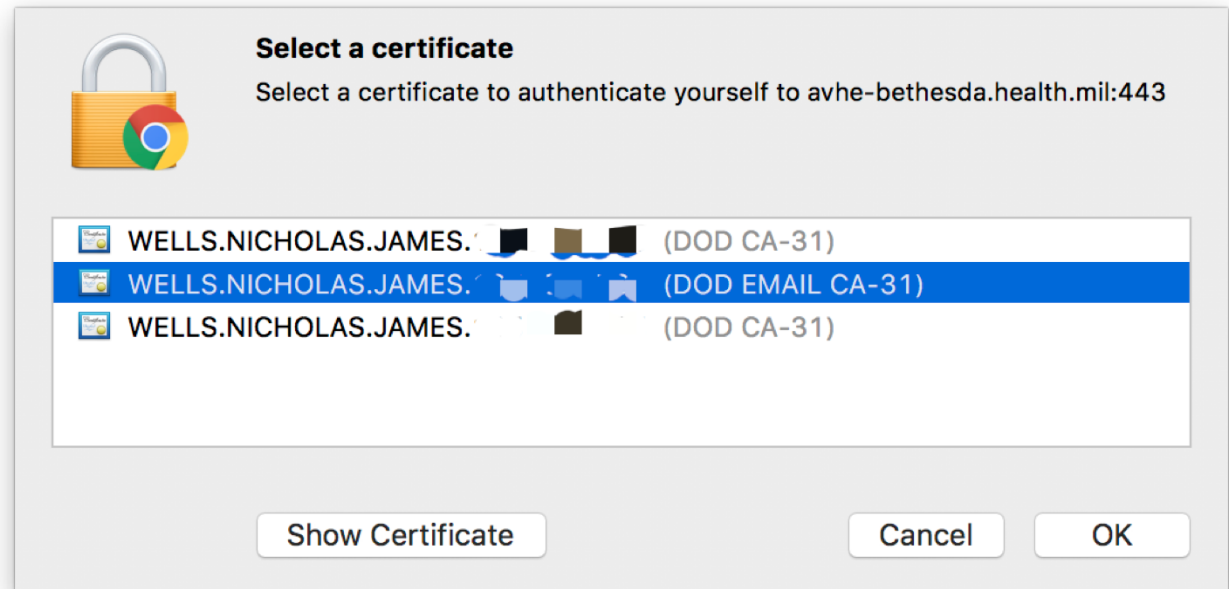 Select a certificate
Select a certificate to authenticate yourself to avhe-bethesda.health.mil:443
WELLS.NICHOLAS.JAMES. (DOD CA-31)
WELLS.NICHOLAS.JAMES. (DOD EMAIL CA-31)
WELLS.NICHOLAS.JAMES. (DOD CA-31)
Show Certificate Cancel OK